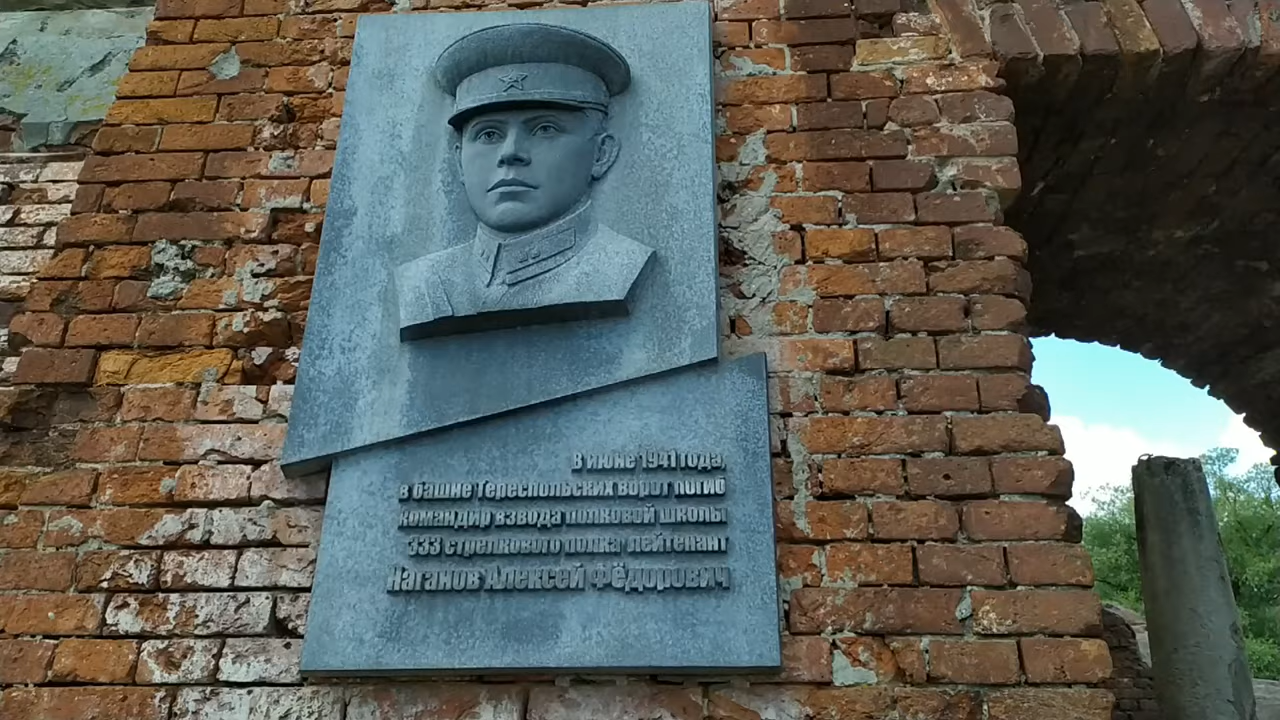 В июне 1941 года,
в башне Тереспольских ворот погиб
командир взвода полковой школы
333 стрелкового полка лейтенант
Наганов Алексей Фёдорович